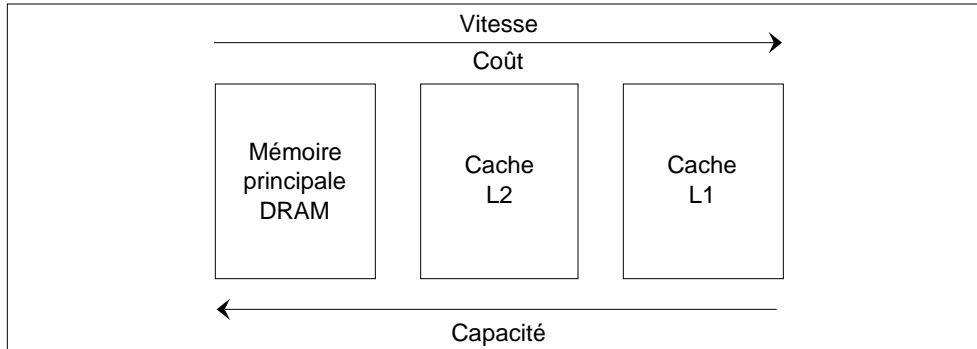 Vitesse
Coût
Mémoire
principale
DRAM
Cache
L2
Cache
L1
Capacité